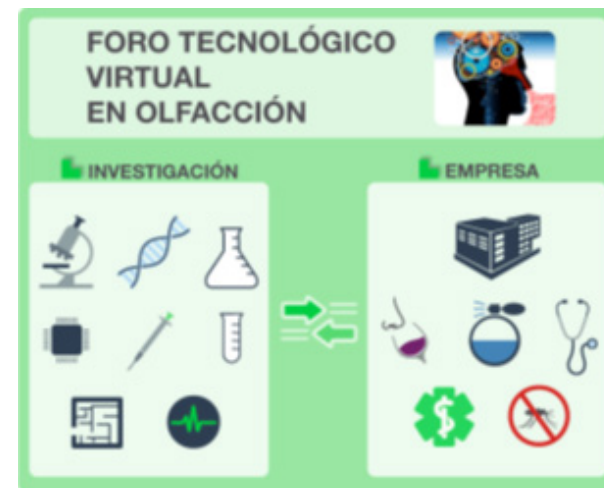 FORO TECNOLÓGICO
VIRTUAL
EN OLFACCIÓN
INVESTIGACIÓN
EMPRESA